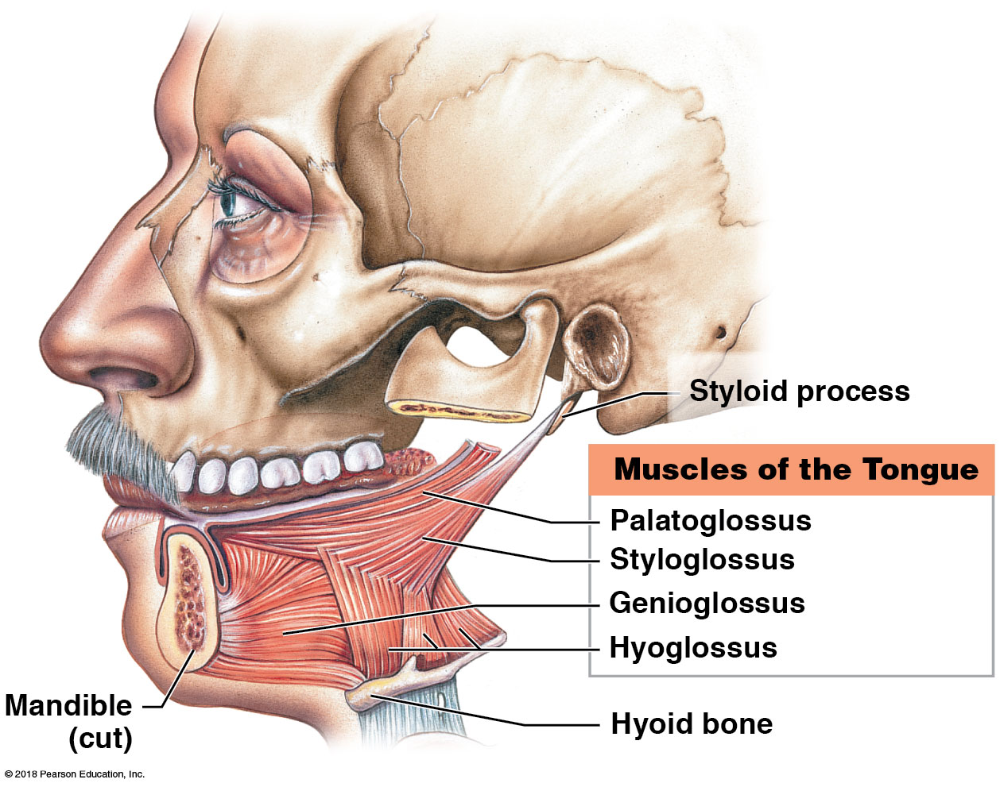 Styloid process
Muscles of the Tongue
Palatoglossus
Styloglossus
Genioglossus
Hyoglossus
Mandible
(cut)
Hyoid bone
© 2018 Pearson Education, Inc.